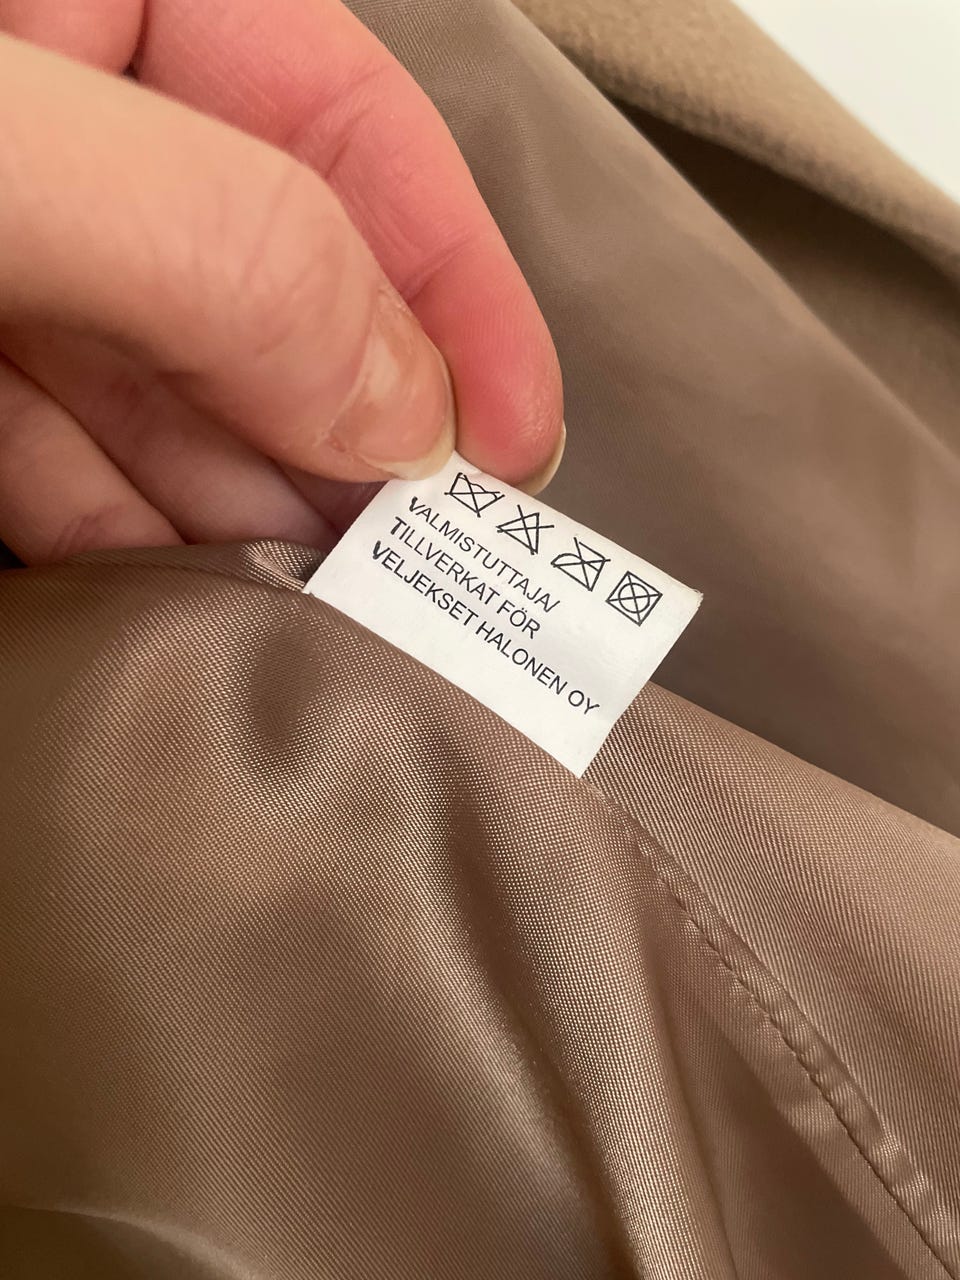 VALMISTUTTAJA/
TILLVERKAT FÖR
VELJEKSET HALONEN OY